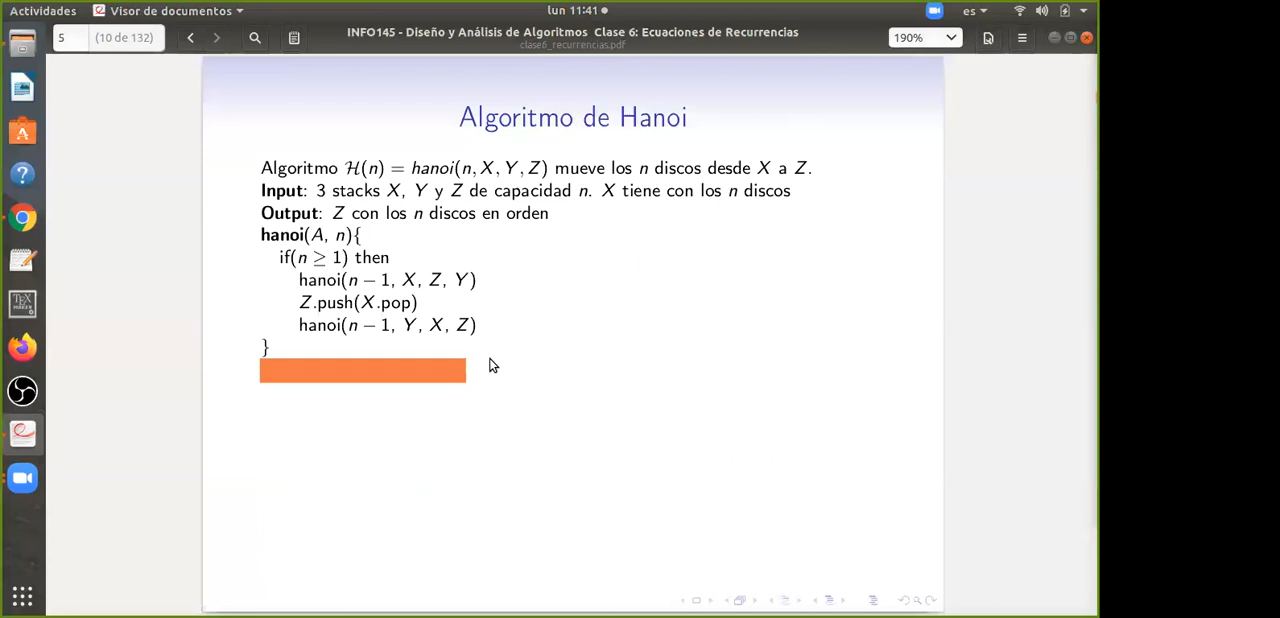 Actividades Visor de documentos lun 11:41 es
5 (10 de 132) INFO145 - Diseño y Análisis de Algoritmos Clase 6: Ecuaciones de Recurrencias 190%
clase6_recurrencias.pdf
Algoritmo de Hanoi
Algoritmo ℋ(n) = hanoi(n, X, Y, Z) mueve los n discos desde X a Z.
Input: 3 stacks X, Y y Z de capacidad n. X tiene con los n discos
Output: Z con los n discos en orden
hanoi(A, n){
if(n ≥ 1) then
hanoi(n − 1, X, Z, Y)
Z.push(X.pop)
hanoi(n − 1, Y, X, Z)
}